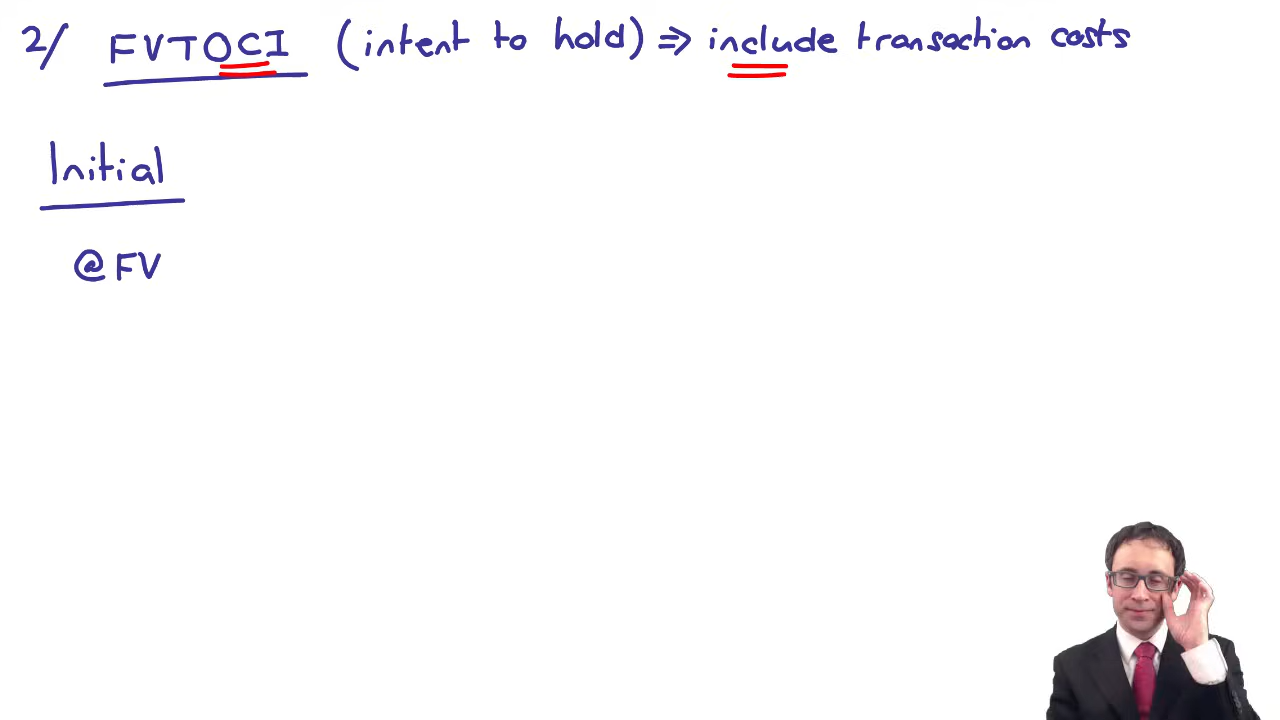 2/ FVTOCI (intent to hold) ⇒ include transaction costs
Initial
@FV